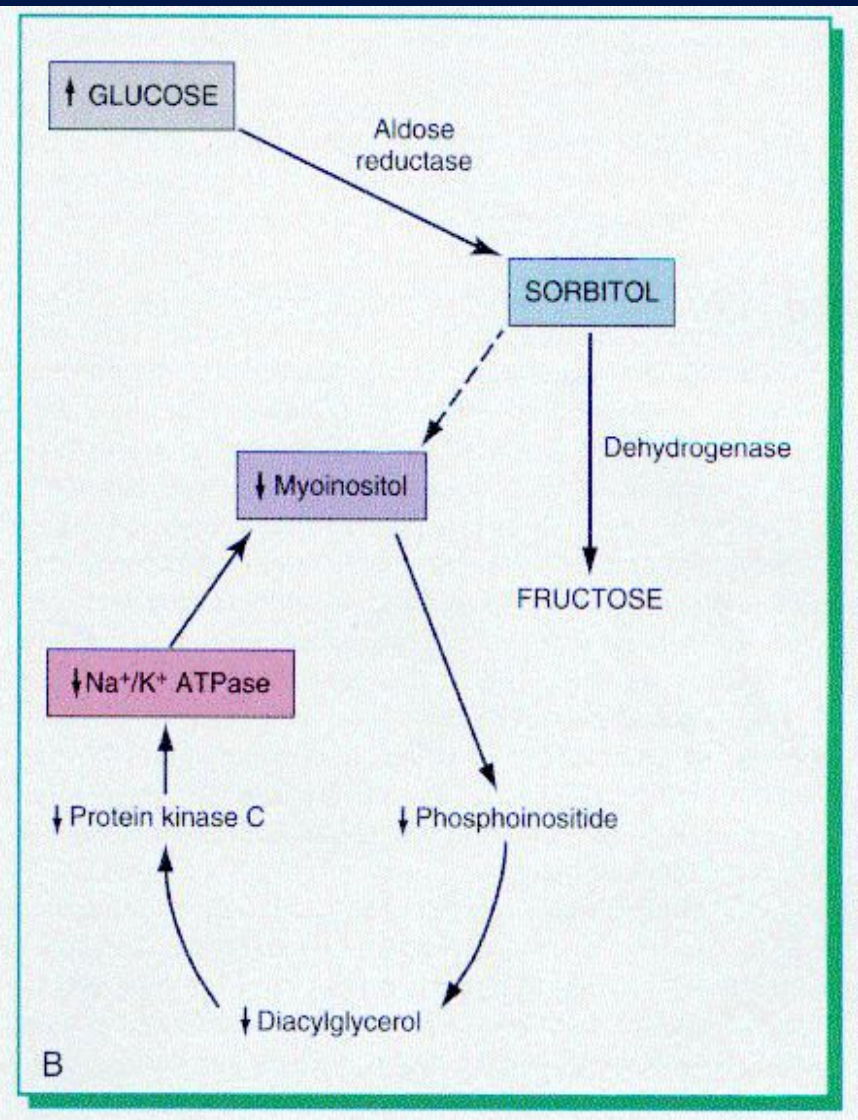 ↑ GLUCOSE
Aldose
reductase
SORBITOL
Dehydrogenase
↓ Myoinositol
FRUCTOSE
↓Na⁺/K⁺ ATPase
↓ Protein kinase C
↓ Phosphoinositide
↓ Diacylglycerol
B